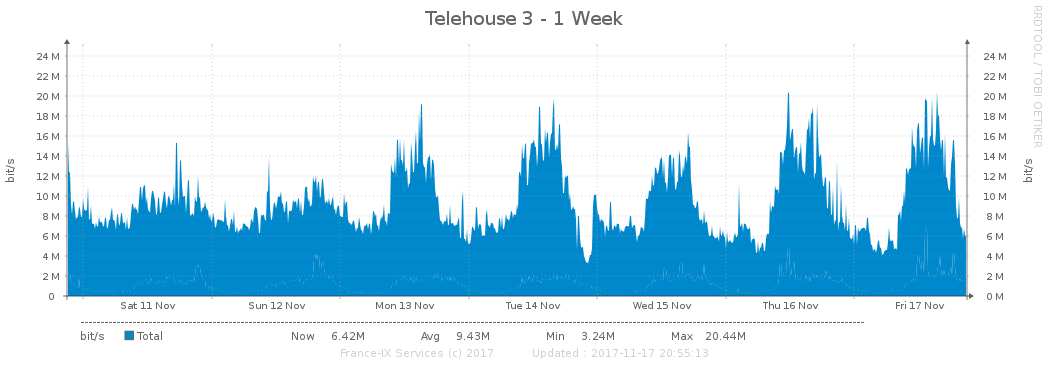 Telehouse 3 - 1 Week
RRDTOOL / TOBI OETIKER
bit/s
24 M 24 M
22 M 22 M
20 M 20 M
18 M 18 M
16 M 16 M
14 M 14 M
12 M 12 M
10 M 10 M
8 M 8 M
6 M 6 M
4 M 4 M
2 M 2 M
0 0 M
bit/s
Sat 11 Nov Sun 12 Nov Mon 13 Nov Tue 14 Nov Wed 15 Nov Thu 16 Nov Fri 17 Nov
bit/s Total Now 6.42M Avg 9.43M Min 3.24M Max 20.44M
France-IX Services (c) 2017 Updated : 2017-11-17 20:55:13